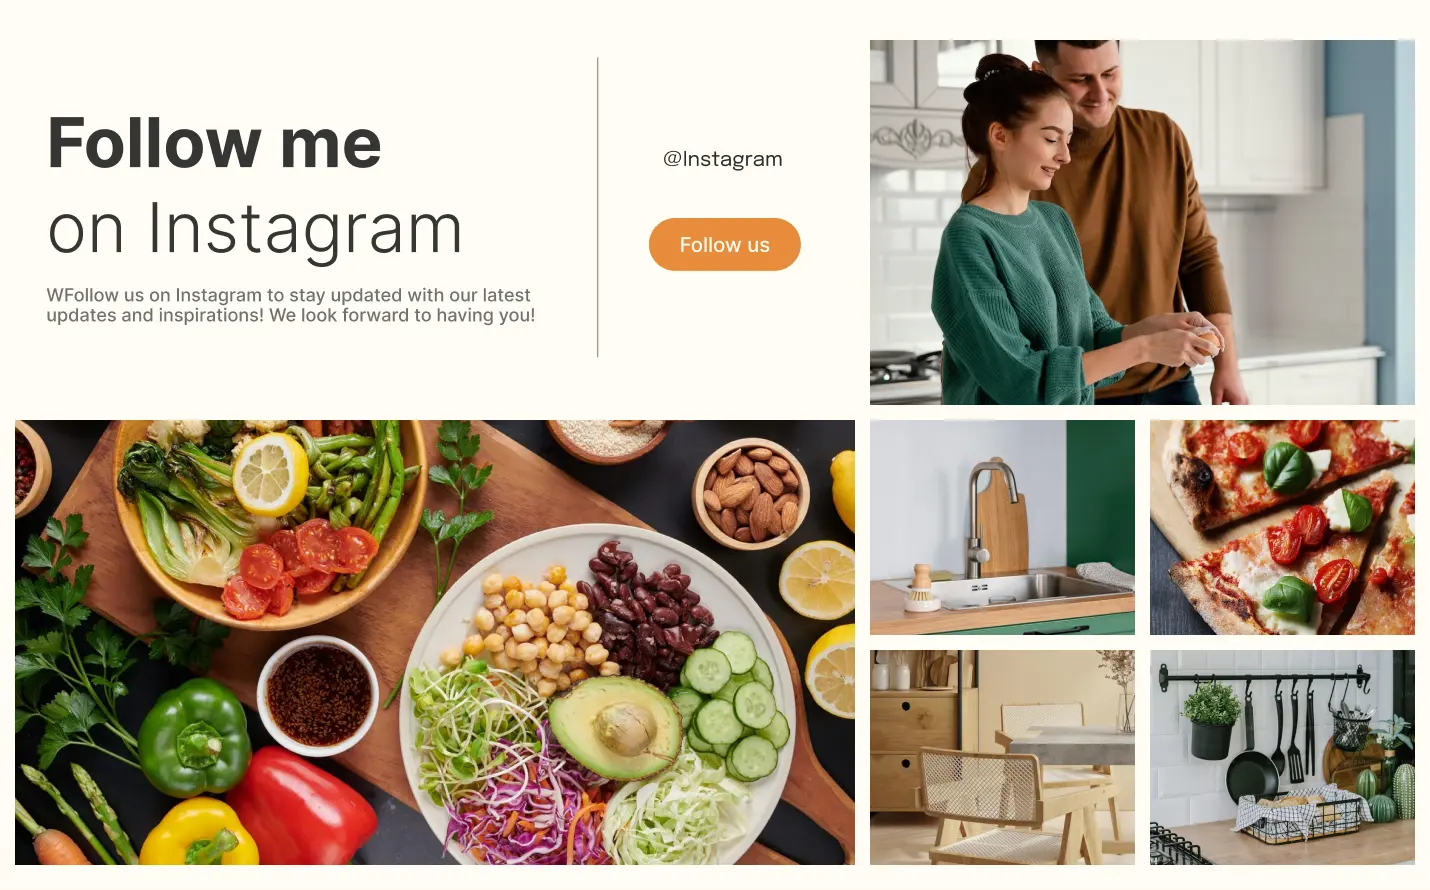 Follow me
on Instagram
WFollow us on Instagram to stay updated with our latest
updates and inspirations! We look forward to having you!
@Instagram
Follow us